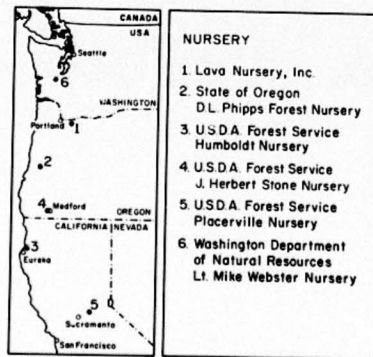 CANADA
USA
Seattle
6
WASHINGTON
Portland
1
2
4
Medford
OREGON
CALIFORNIA
NEVADA
3
Eureka
5
Sacramento
San Francisco
NURSERY
1. Lava Nursery, Inc.
2. State of Oregon
D.L. Phipps Forest Nursery
3. U.S.D.A. Forest Service
Humboldt Nursery
4. U.S.D.A. Forest Service
J. Herbert Stone Nursery
5. U.S.D.A. Forest Service
Placerville Nursery
6. Washington Department
of Natural Resources
Lt. Mike Webster Nursery